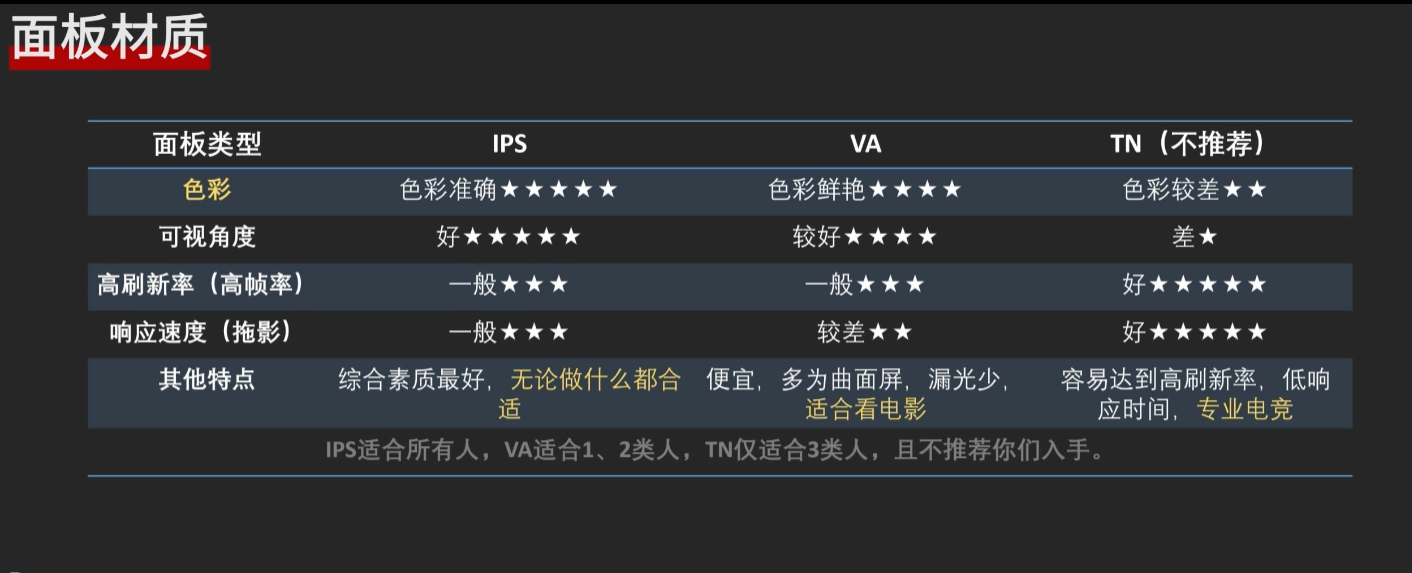 面板材质
面板类型 IPS VA TN（不推荐）
色彩 色彩准确★★★★★ 色彩鲜艳★★★★ 色彩较差★★
可视角度 好★★★★★ 较好★★★★ 差★
高刷新率（高帧率） 一般★★★ 一般★★★ 好★★★★★
响应速度（拖影） 一般★★★ 较差★★ 好★★★★★
其他特点 综合素质最好，无论做什么都合 便宜，多为曲面屏，漏光少， 容易达到高刷新率，低响
适 适合看电影 应时间，专业电竞
IPS适合所有人，VA适合1、2类人，TN仅适合3类人，且不推荐你们入手。